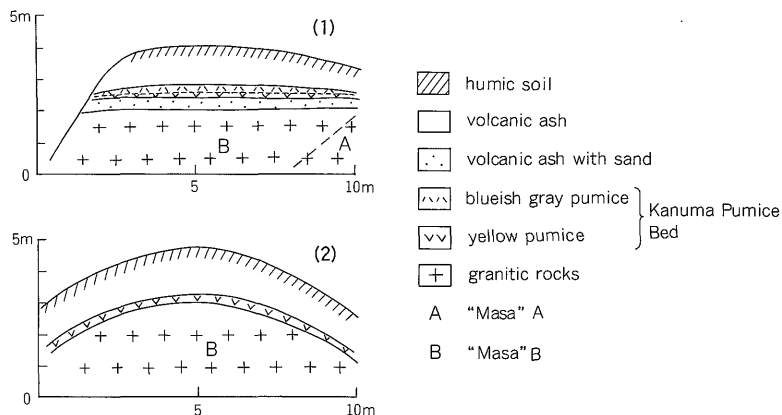 5m
(1)
B
A
0
5
10m
5m
(2)
B
0
5
10m
humic soil
volcanic ash
volcanic ash with sand
blueish gray pumice
yellow pumice
Kanuma Pumice
Bed
granitic rocks
A "Masa" A
B "Masa" B